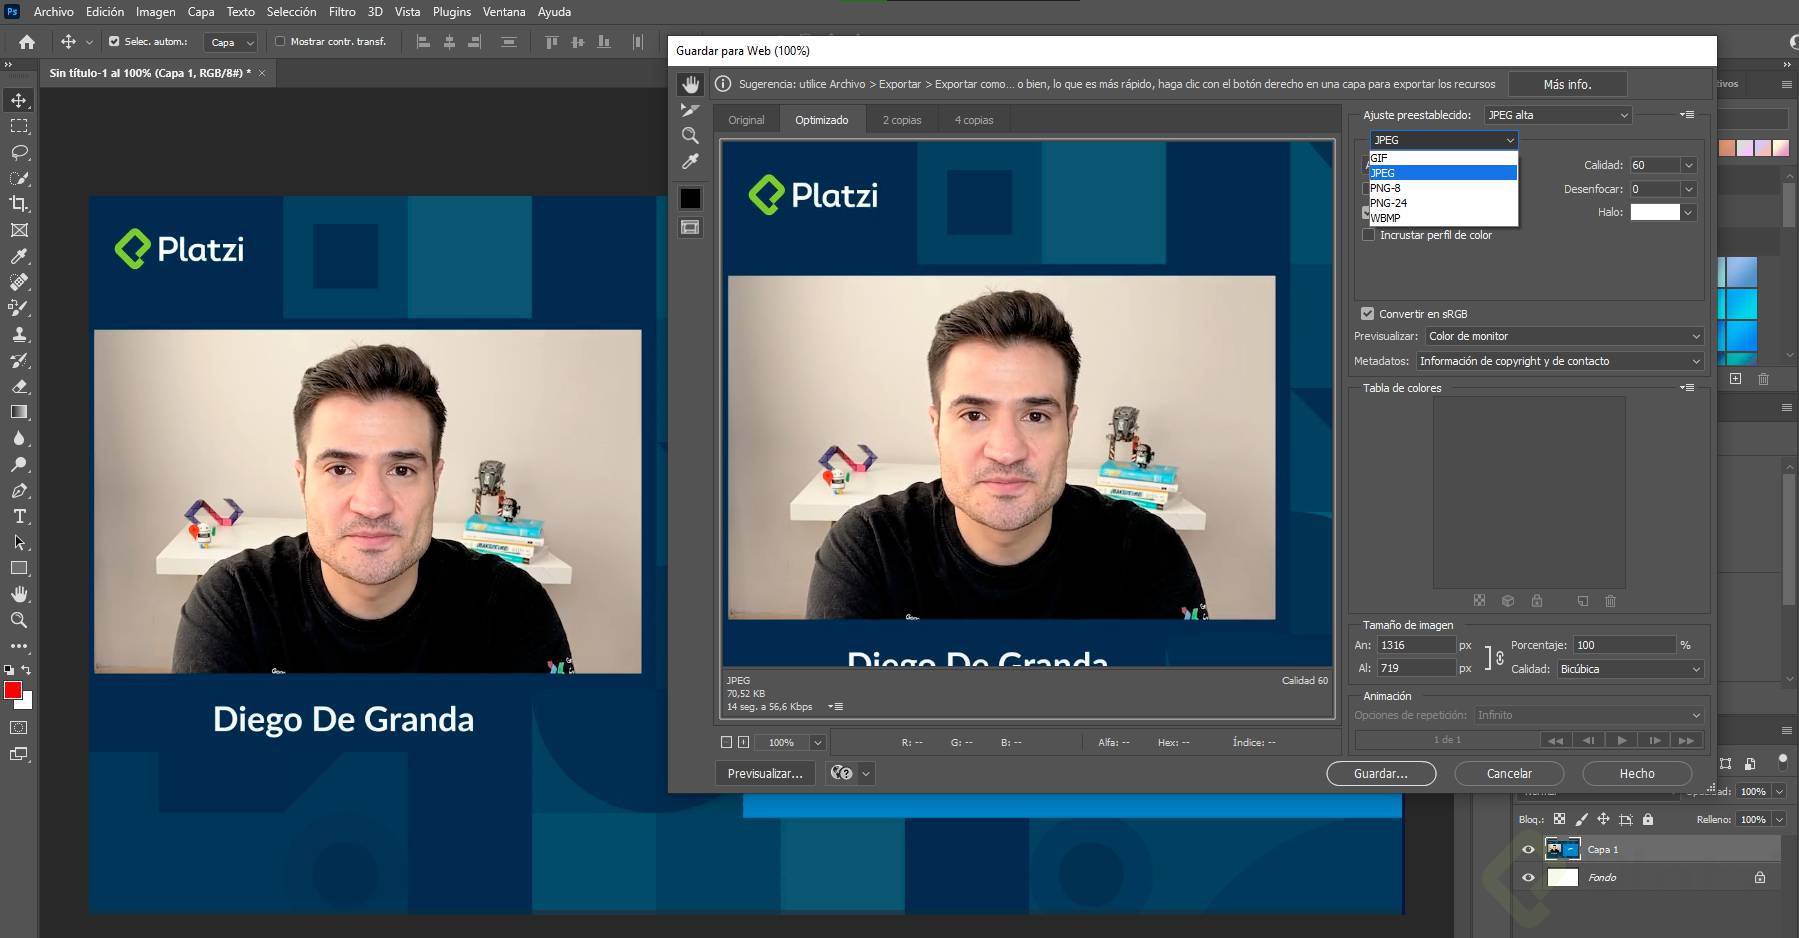 Ps Archivo Edición Imagen Capa Texto Selección Filtro 3D Vista Plugins Ventana Ayuda
Selec. autom.: Capa Mostrar contr. transf.
Sin título-1 al 100% (Capa 1, RGB/8#) *
Platzi
Diego De Granda
Guardar para Web (100%)
Sugerencia: utilice Archivo > Exportar > Exportar como... o bien, lo que es más rápido, haga clic con el botón derecho en una capa para exportar los recursos
Más info.
Original Optimizado 2 copias 4 copias
Platzi
Diego De Granda
JPEG
70,52 KB
14 seg. a 56,6 Kbps
Calidad 60
100% R: -- G: -- B: -- Alfa: -- Hex: -- Índice: --
Previsualizar...
Ajuste preestablecido: JPEG alta
JPEG
GIF
JPEG
PNG-8
PNG-24
WBMP
Calidad: 60
Desenfocar: 0
Halo:
Incrustar perfil de color
Convertir en sRGB
Previsualizar: Color de monitor
Metadatos: Información de copyright y de contacto
Tabla de colores
Tamaño de imagen
An: 1316 px Porcentaje: 100 %
Al: 719 px Calidad: Bicúbica
Animación
Opciones de repetición: Infinito
1 de 1
Guardar... Cancelar Hecho
tivos
100%
Bloq.: Relleno: 100%
Capa 1
Fondo